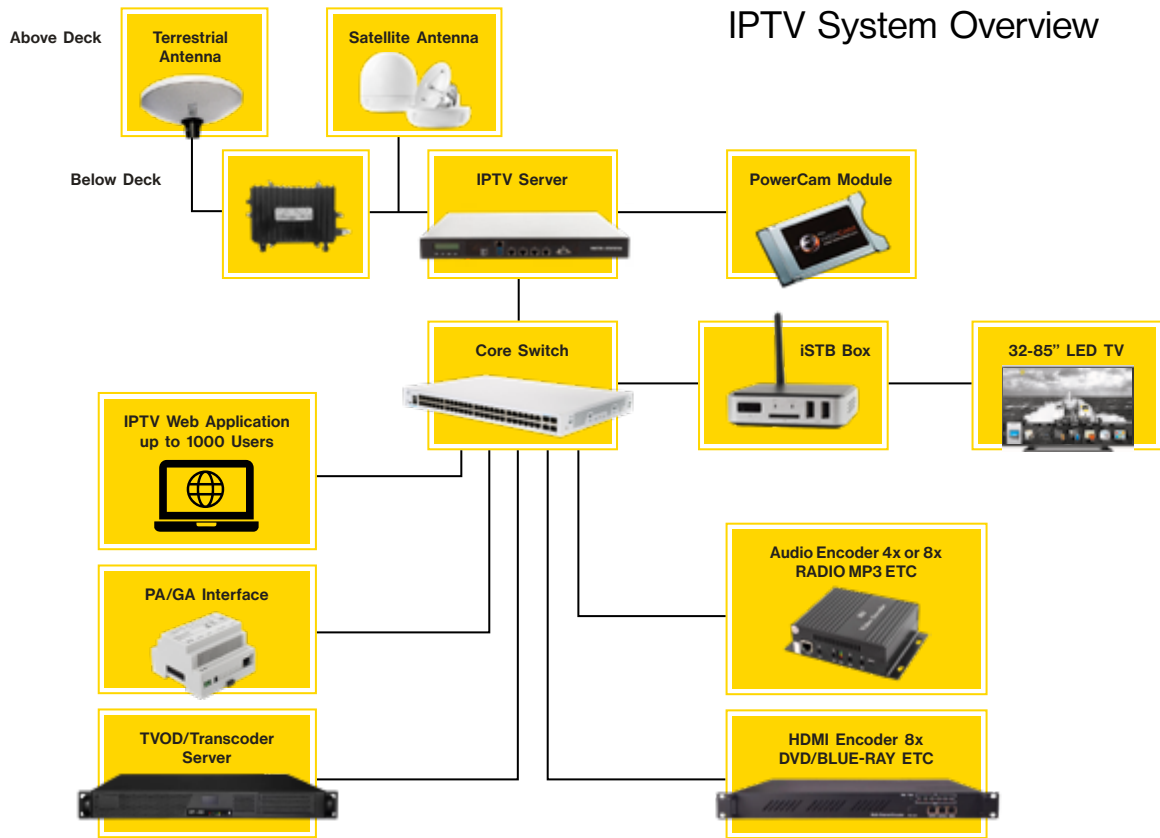 IPTV System Overview
Above Deck
Terrestrial
Antenna
Satellite Antenna
Below Deck
IPTV Server
PowerCam Module
Core Switch
iSTB Box
32-85” LED TV
IPTV Web Application
up to 1000 Users
Audio Encoder 4x or 8x
RADIO MP3 ETC
PA/GA Interface
TVOD/Transcoder
Server
HDMI Encoder 8x
DVD/BLUE-RAY ETC